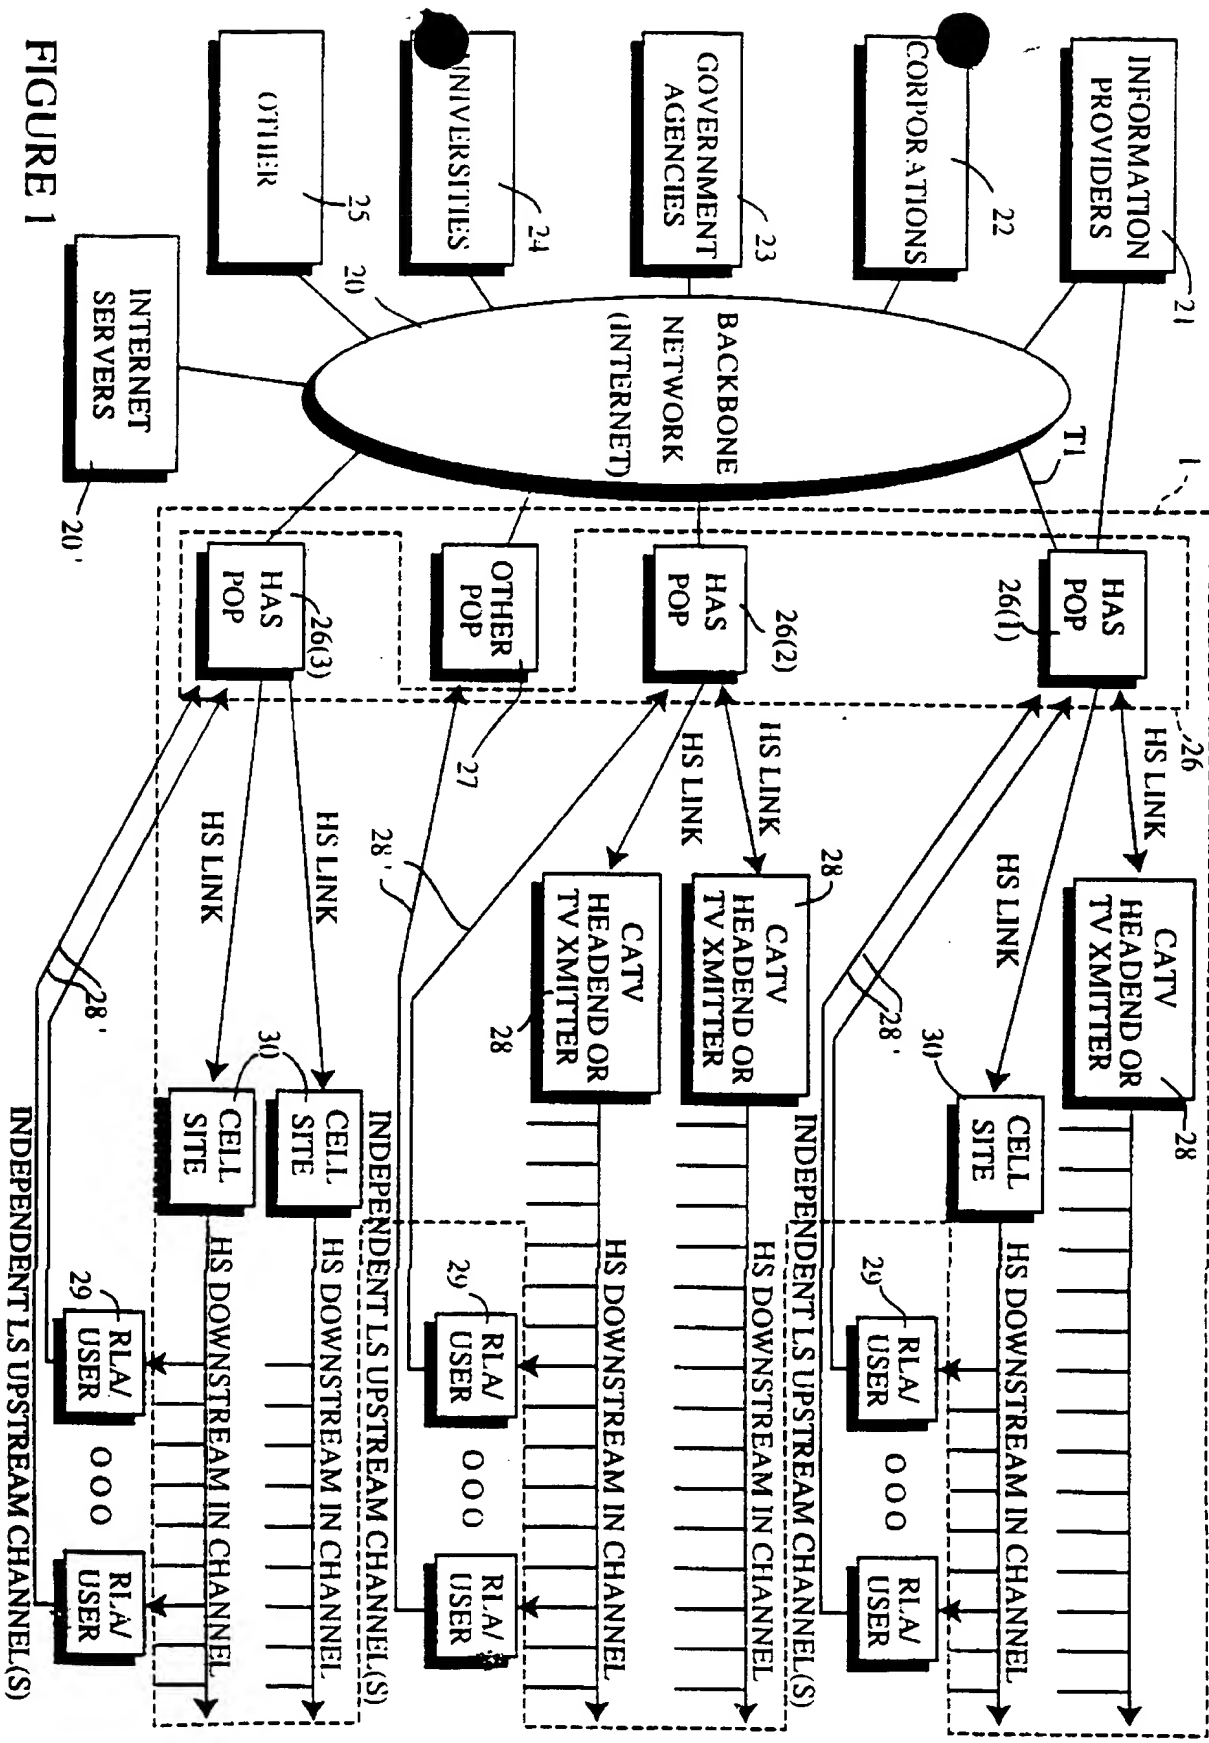 INFORMATION
PROVIDERS
21
CORPORATIONS
22
GOVERNMENT
AGENCIES
23
UNIVERSITIES
24
OTHER
25
INTERNET
SERVERS
20'
BACKBONE
NETWORK
(INTERNET)
20
T1
1
26
HAS
POP
26(1)
HAS
POP
26(2)
OTHER
POP
27
HAS
POP
26(3)
HS LINK
HS LINK
HS LINK
HS LINK
HS LINK
HS LINK
CATV
HEADEND OR
TV XMITTER
28
CELL
SITE
30
28'
CATV
HEADEND OR
TV XMITTER
28
CATV
HEADEND OR
TV XMITTER
28
28'
CELL
SITE
CELL
SITE
30
28'
HS DOWNSTREAM IN CHANNEL
RLA/
USER
29
O O O
RLA/
USER
INDEPENDENT LS UPSTREAM CHANNEL(S)
HS DOWNSTREAM IN CHANNEL
HS DOWNSTREAM IN CHANNEL
RLA/
USER
29
O O O
RLA/
USER
INDEPENDENT LS UPSTREAM CHANNEL(S)
HS DOWNSTREAM IN CHANNEL
HS DOWNSTREAM IN CHANNEL
RLA/
USER
29
O O O
RLA/
USER
INDEPENDENT LS UPSTREAM CHANNEL(S)
FIGURE 1